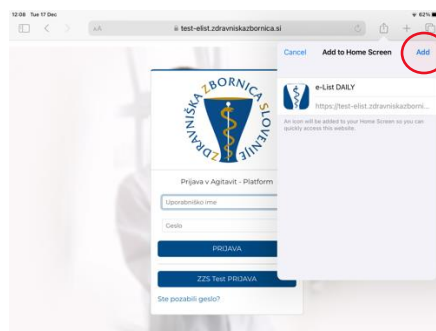 12:08 Tue 17 Dec
62%
AA
test-elist.zdravniskazbornica.si
Cancel
Add to Home Screen
Add
e-List DAILY
https://test-elist.zdravniskazborni...
An icon will be added to your Home Screen so you can
quickly access this website.
ZDRAVNIŠKA ZBORNICA SLOVENIJE
Prijava v Agitavit - Platform
Uporabniško ime
Geslo
PRIJAVA
ZZS Test PRIJAVA
Ste pozabili geslo?